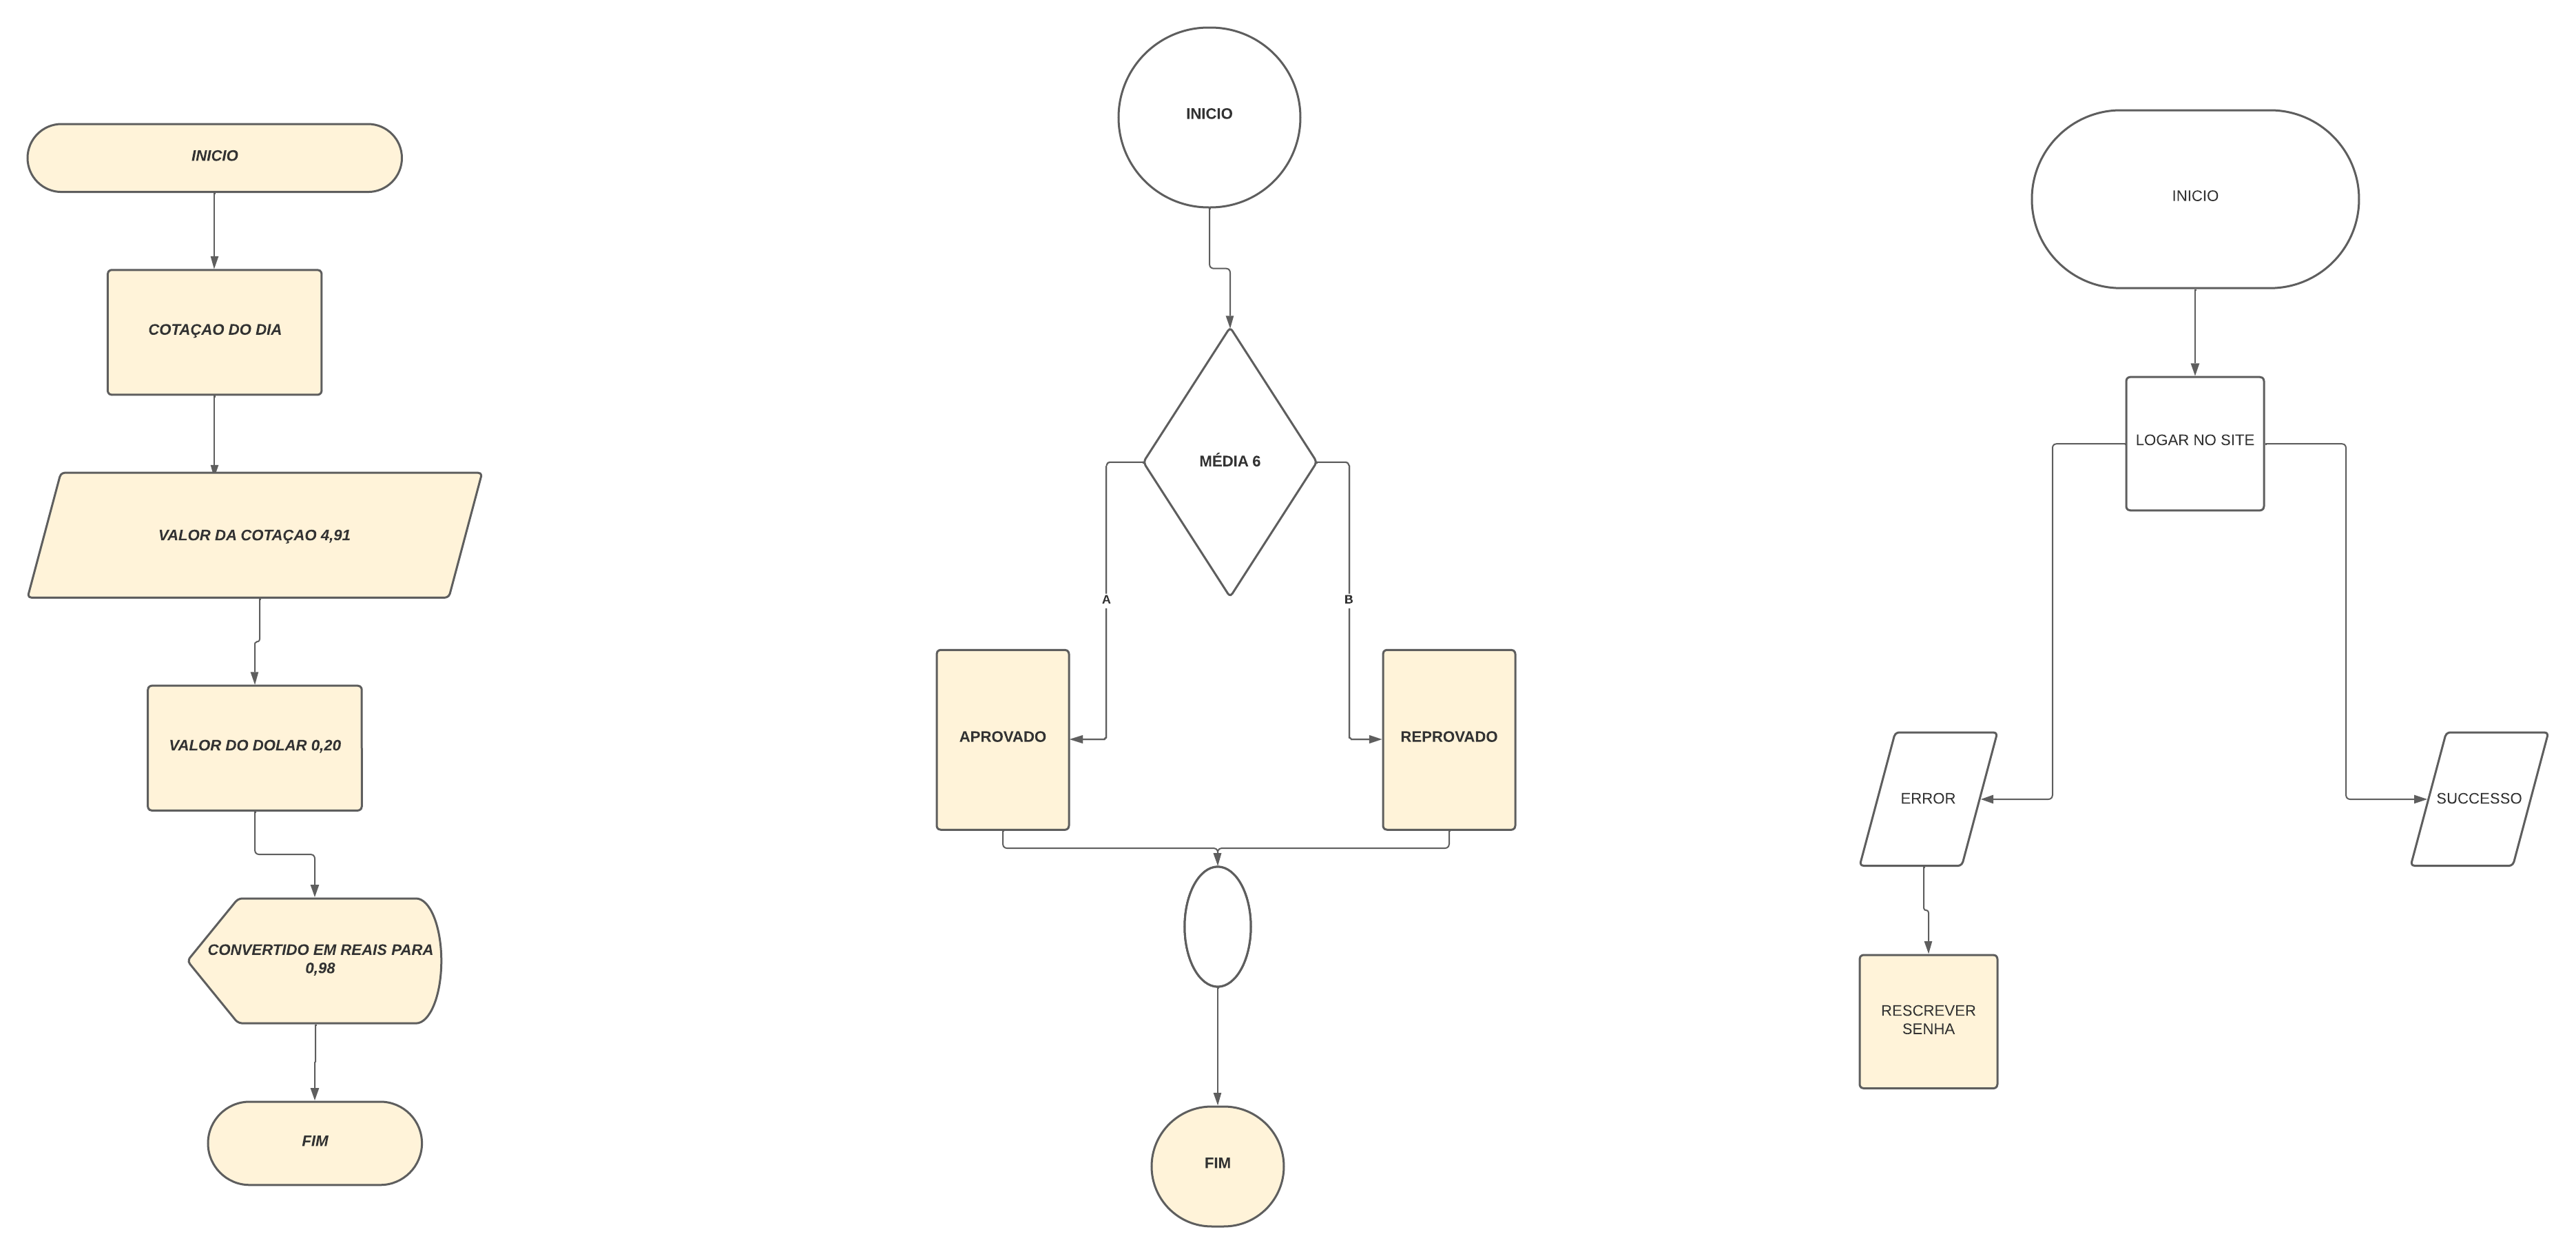 INICIO
COTAÇAO DO DIA
VALOR DA COTAÇAO 4,91
VALOR DO DOLAR 0,20
CONVERTIDO EM REAIS PARA
0,98
FIM
INICIO
MÉDIA 6
A
B
APROVADO
REPROVADO
FIM
INICIO
LOGAR NO SITE
ERROR
SUCCESSO
RESCREVER
SENHA